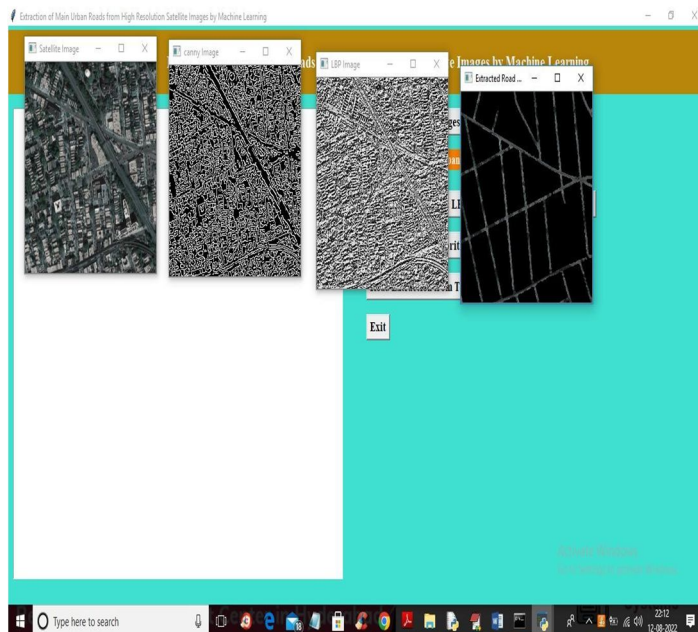 Extraction of Main Urban Roads from High Resolution Satellite Images by Machine Learning
Satellite Image
canny Image
LBP Image
Extracted Road ...
e Images by Machine Learning
Exit
Type here to search
18
22:12
12-08-2022